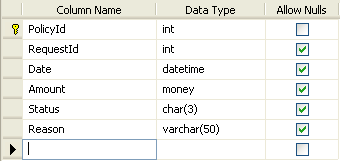 Column Name Data Type Allow Nulls
PolicyId int
RequestId int
Date datetime
Amount money
Status char(3)
Reason varchar(50)